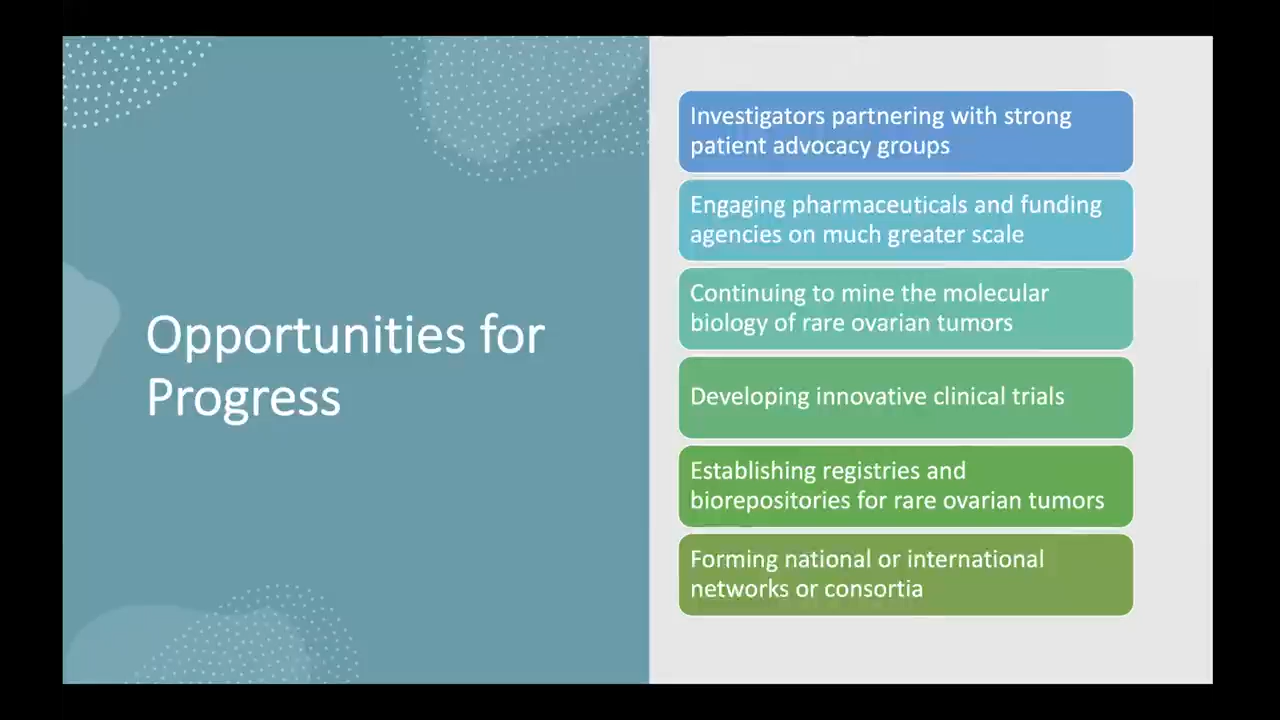 Opportunities for
Progress
Investigators partnering with strong
patient advocacy groups
Engaging pharmaceuticals and funding
agencies on much greater scale
Continuing to mine the molecular
biology of rare ovarian tumors
Developing innovative clinical trials
Establishing registries and
biorepositories for rare ovarian tumors
Forming national or international
networks or consortia